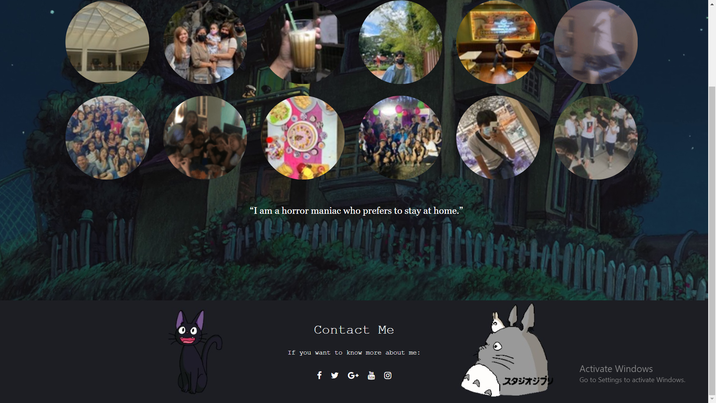 “I am a horror maniac who prefers to stay at home.”
Contact Me
If you want to know more about me:
スタジオジブリ
Activate Windows
Go to Settings to activate Windows.